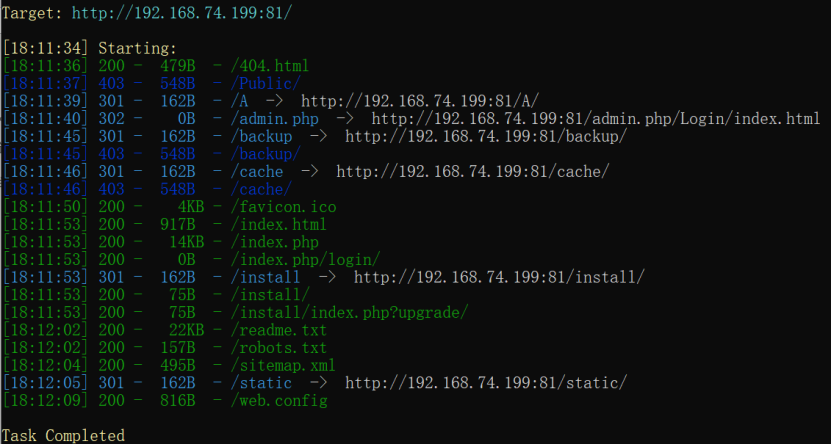 Target: http://192.168.74.199:81/
[18:11:34] Starting:
[18:11:36] 200 - 479B - /404.html
[18:11:37] 403 - 548B - /Public/
[18:11:39] 301 - 162B - /A -> http://192.168.74.199:81/A/
[18:11:40] 302 - 0B - /admin.php -> http://192.168.74.199:81/admin.php/Login/index.html
[18:11:45] 301 - 162B - /backup -> http://192.168.74.199:81/backup/
[18:11:45] 403 - 548B - /backup/
[18:11:46] 301 - 162B - /cache -> http://192.168.74.199:81/cache/
[18:11:46] 403 - 548B - /cache/
[18:11:50] 200 - 4KB - /favicon.ico
[18:11:53] 200 - 917B - /index.html
[18:11:53] 200 - 14KB - /index.php
[18:11:53] 200 - 0B - /index.php/login/
[18:11:53] 301 - 162B - /install -> http://192.168.74.199:81/install/
[18:11:53] 200 - 75B - /install/
[18:11:53] 200 - 75B - /install/index.php?upgrade/
[18:12:02] 200 - 22KB - /readme.txt
[18:12:02] 200 - 157B - /robots.txt
[18:12:04] 200 - 495B - /sitemap.xml
[18:12:05] 301 - 162B - /static -> http://192.168.74.199:81/static/
[18:12:09] 200 - 816B - /web.config
Task Completed